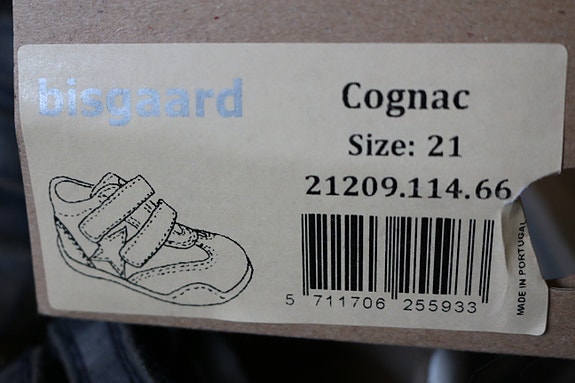 bisgaard
Cognac
Size: 21
21209.114.66
5 711706 255933
MADE IN PORTUGAL